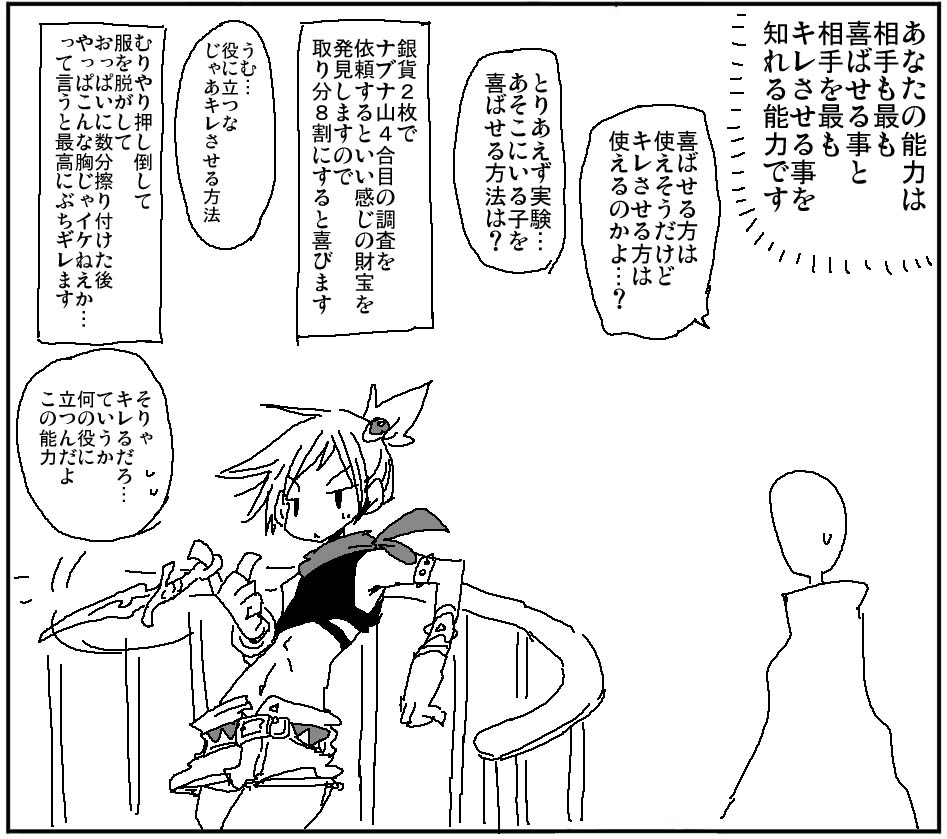 あなたの能力は
相手も最も
喜ばせる事と
相手を最も
キレさせる事を
知れる能力です
喜ばせる方は
使えそうだけど
キレさせる方は
使えるのかよ…?
とりあえず実験…
あそこにいる子を
喜ばせる方法は?
銀貨2枚で
ナブナ山4合目の調査を
依頼するといい感じの財宝を
発見しますので
取り分8割にすると喜びます
うむ…
役に立つな
じゃあキレさせる方法
むりやり押し倒して
服を脱がして
おっぱいに数分擦り付けた後
やっぱこんな胸じゃイケねえか…
って言うと最高にぶちギレます
そりゃ
キレるだろ…
ていうか
何の役に
立つんだよ
この能力